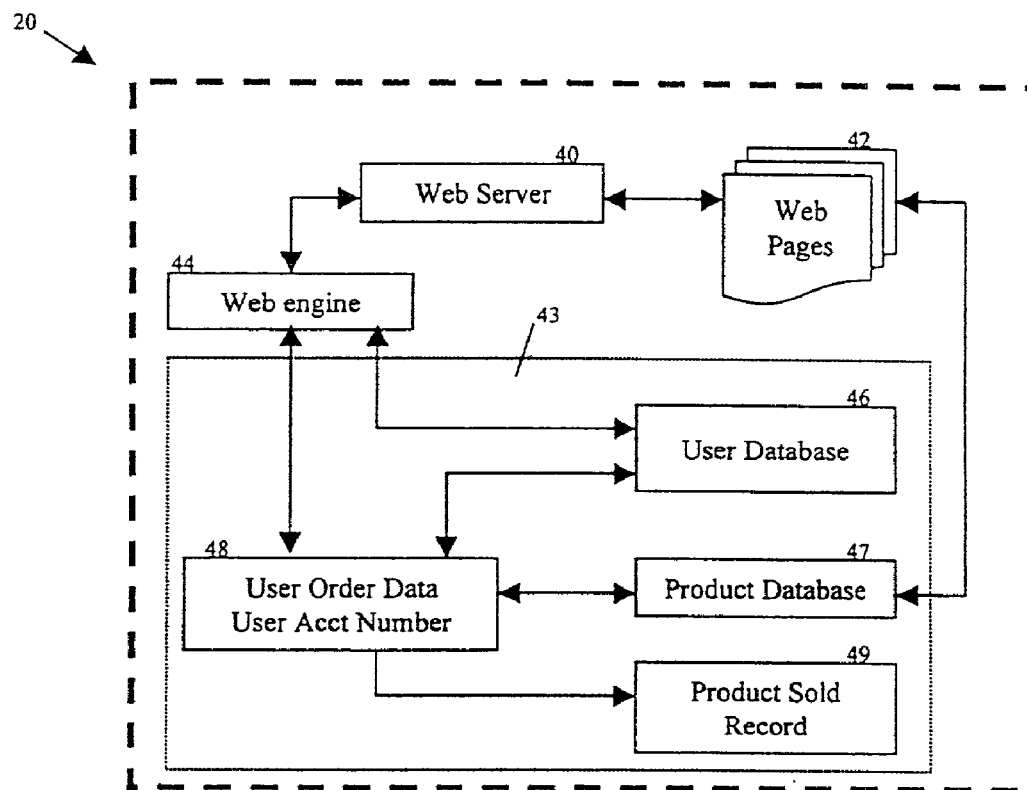 20
40
Web Server
42
Web
Pages
44
Web engine
43
46
User Database
48
User Order Data
User Acct Number
47
Product Database
49
Product Sold
Record